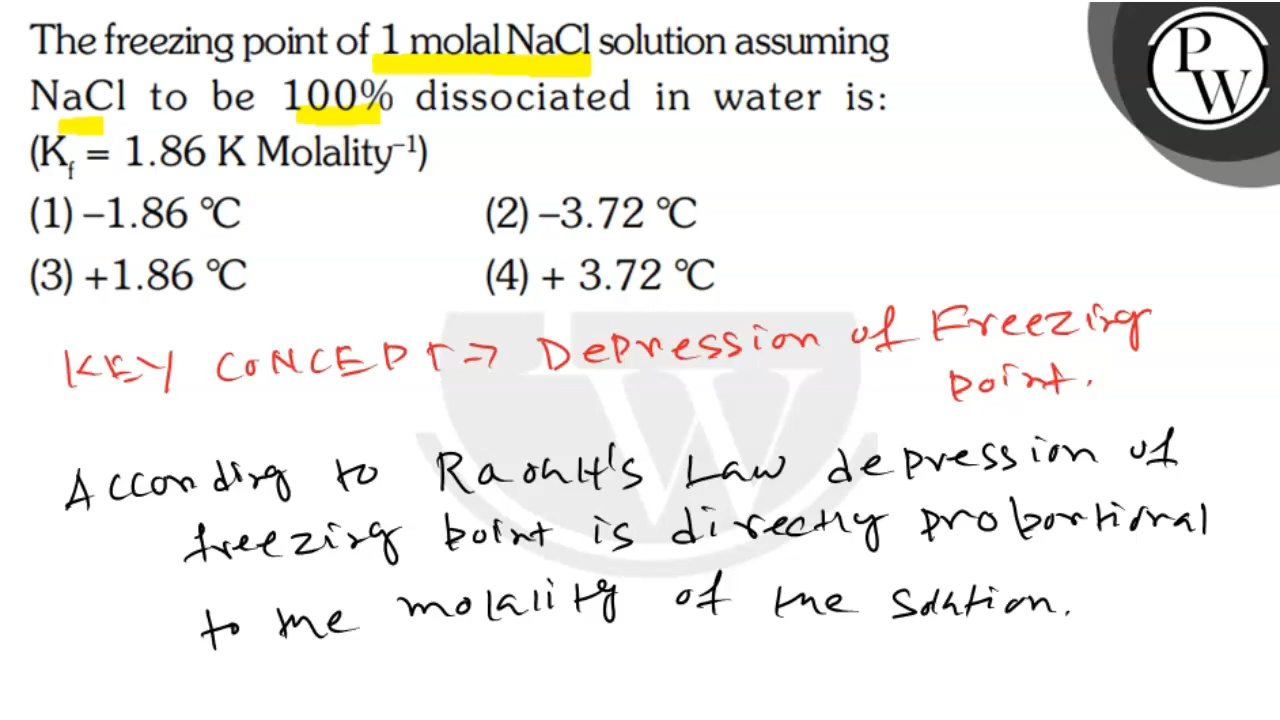 The freezing point of 1 molal NaCl solution assuming
NaCl to be 100% dissociated in water is:
(K_f = 1.86 K Molality⁻¹)
(1) –1.86 ℃ (2) –3.72 ℃
(3) +1.86 ℃ (4) + 3.72 ℃
PW
KEY CONCEPT => Depression of Freezing
point.
According to Raoult's Law depression of
freezing point is directly proportional
to the molality of the solution.